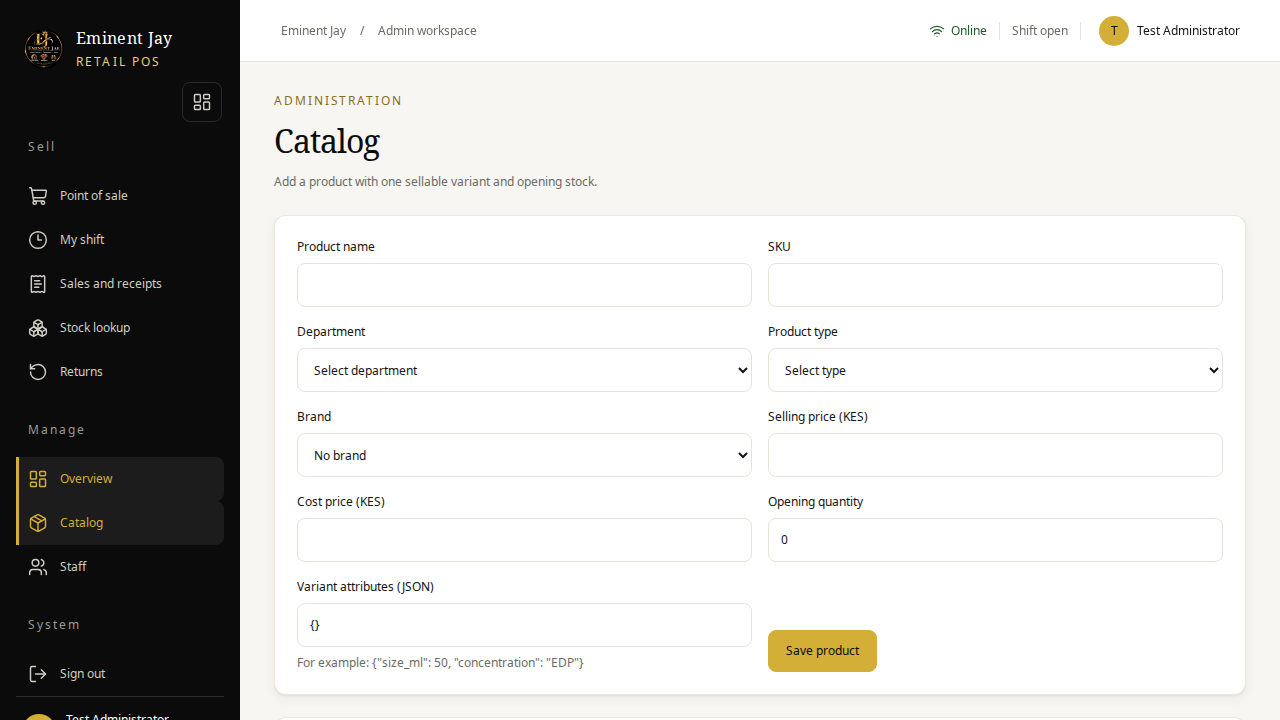 Eminent Jay
RETAIL POS
Sell
Point of sale
My shift
Sales and receipts
Stock lookup
Returns
Manage
Overview
Catalog
Staff
System
Sign out
Test Administrator
Eminent Jay / Admin workspace
Online
Shift open
T
Test Administrator
ADMINISTRATION
Catalog
Add a product with one sellable variant and opening stock.
Product name
SKU
Department
Product type
Select department
Select type
Brand
Selling price (KES)
No brand
Cost price (KES)
Opening quantity
0
Variant attributes (JSON)
{}
For example: {"size_ml": 50, "concentration": "EDP"}
Save product